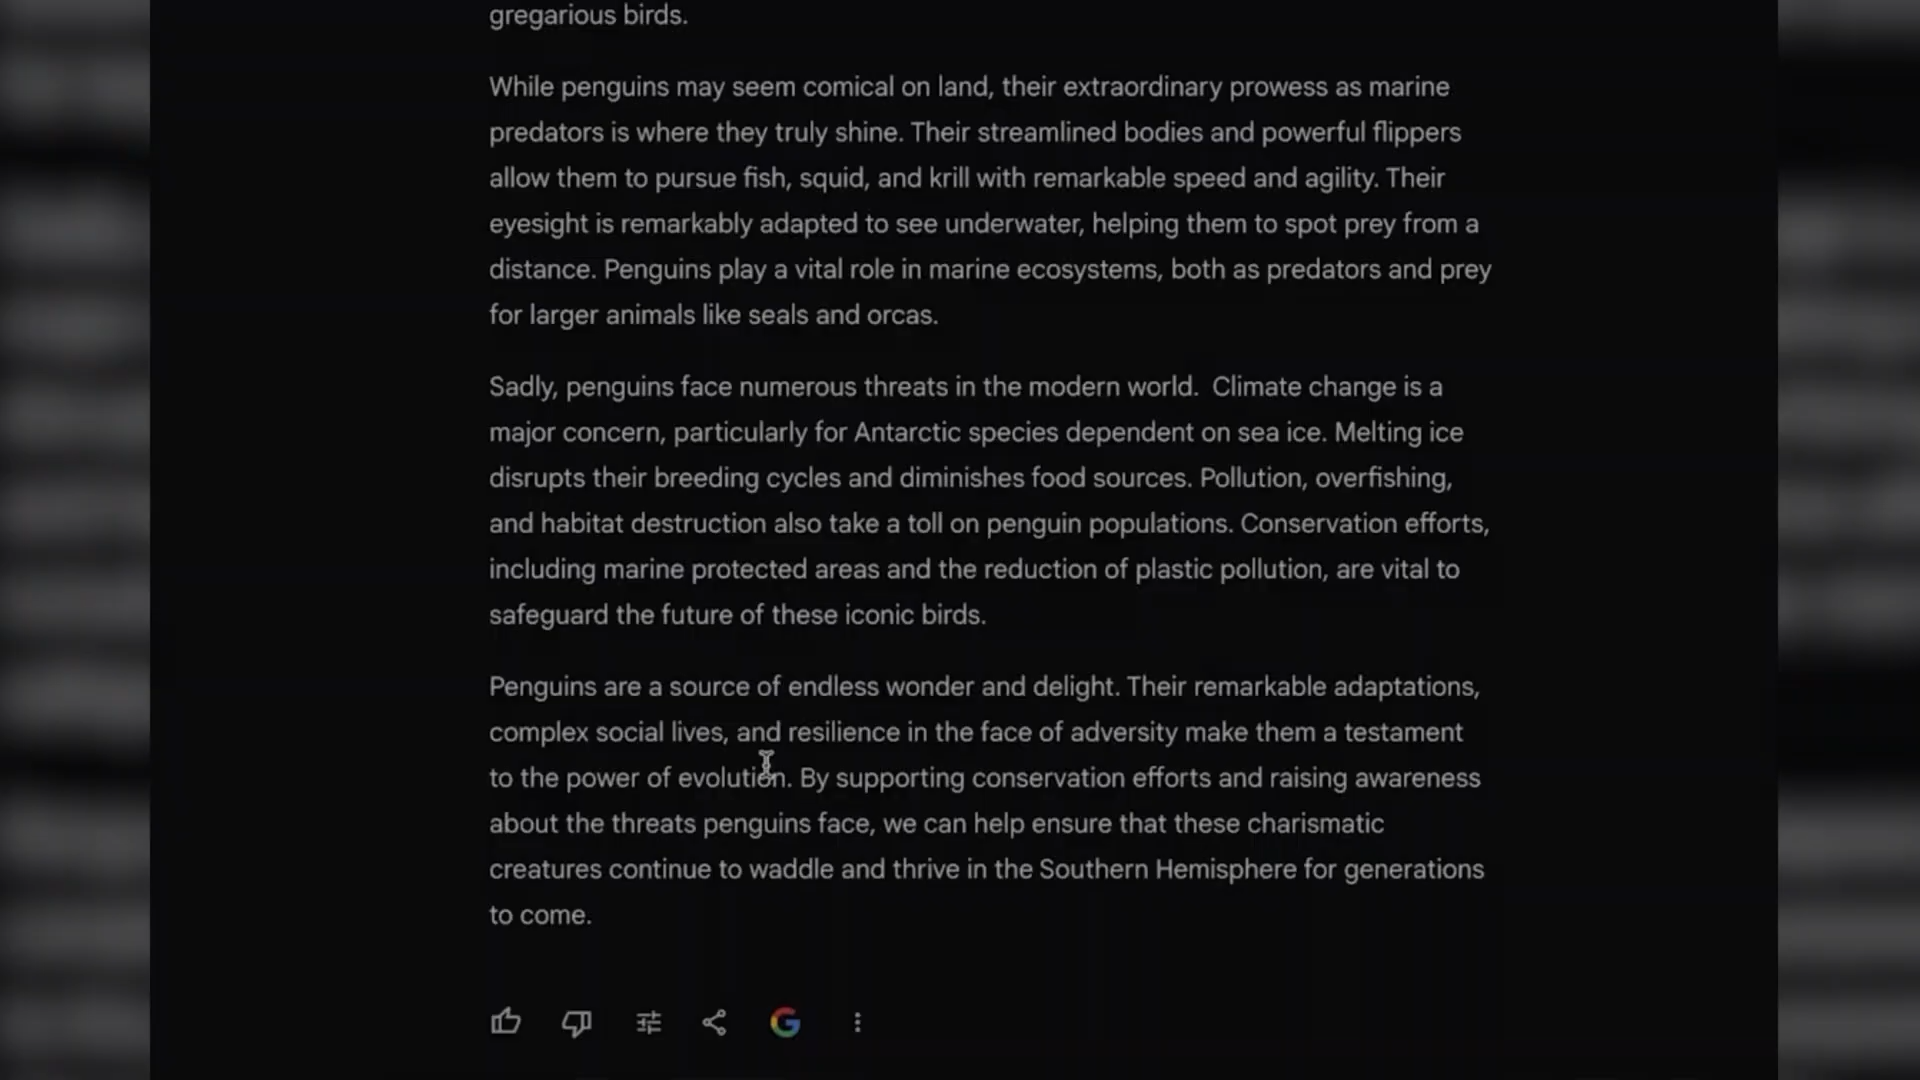 gregarious birds.
While penguins may seem comical on land, their extraordinary prowess as marine
predators is where they truly shine. Their streamlined bodies and powerful flippers
allow them to pursue fish, squid, and krill with remarkable speed and agility. Their
eyesight is remarkably adapted to see underwater, helping them to spot prey from a
distance. Penguins play a vital role in marine ecosystems, both as predators and prey
for larger animals like seals and orcas.
Sadly, penguins face numerous threats in the modern world.  Climate change is a
major concern, particularly for Antarctic species dependent on sea ice. Melting ice
disrupts their breeding cycles and diminishes food sources. Pollution, overfishing,
and habitat destruction also take a toll on penguin populations. Conservation efforts,
including marine protected areas and the reduction of plastic pollution, are vital to
safeguard the future of these iconic birds.
Penguins are a source of endless wonder and delight. Their remarkable adaptations,
complex social lives, and resilience in the face of adversity make them a testament
to the power of evolution. By supporting conservation efforts and raising awareness
about the threats penguins face, we can help ensure that these charismatic
creatures continue to waddle and thrive in the Southern Hemisphere for generations
to come.
G